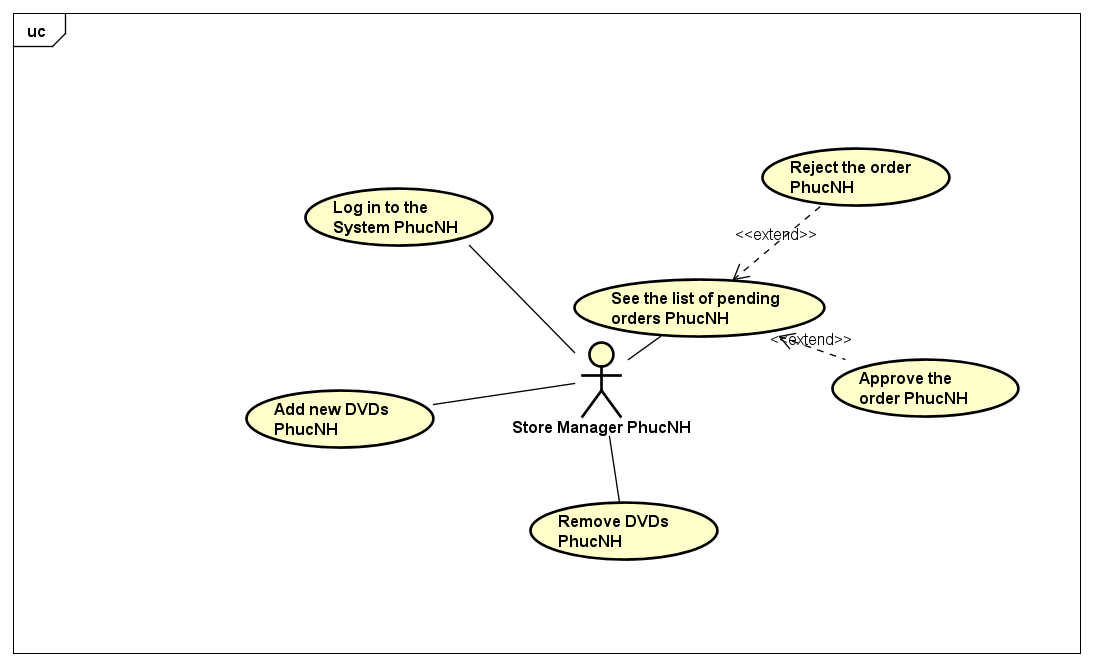 uc
Reject the order
PhucNH
Log in to the
System PhucNH
<<extend>>
See the list of pending
orders PhucNH
<<extend>>
Approve the
order PhucNH
Add new DVDs
PhucNH
Store Manager PhucNH
Remove DVDs
PhucNH